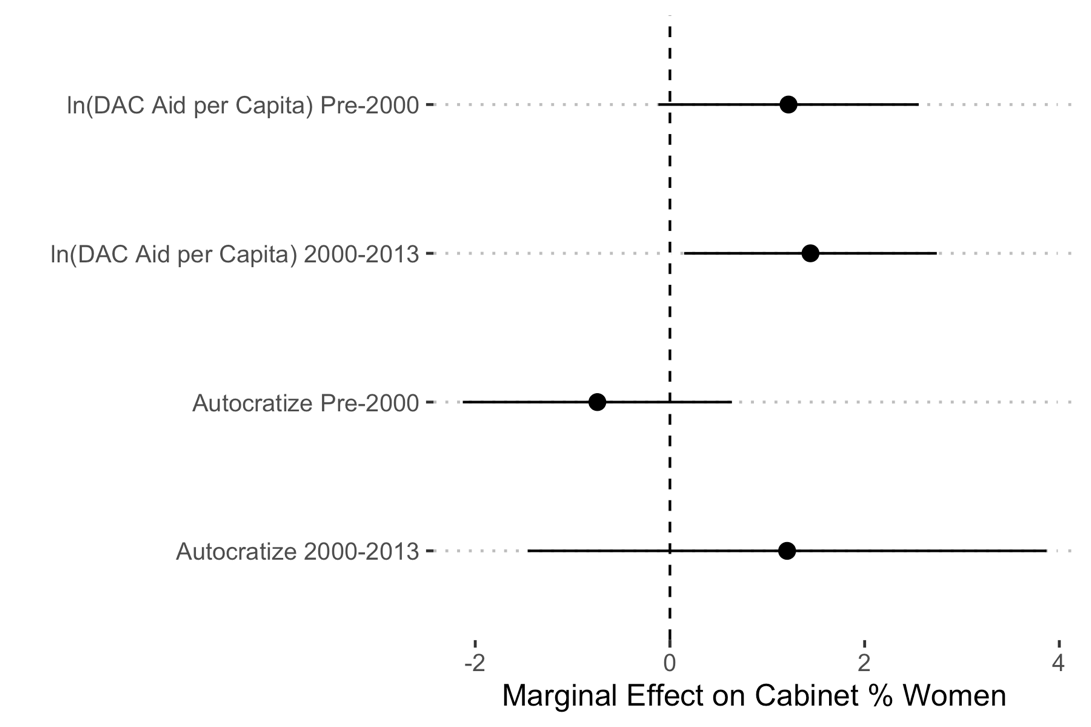 ln(DAC Aid per Capita) Pre-2000
ln(DAC Aid per Capita) 2000-2013
Autocratize Pre-2000
Autocratize 2000-2013
-2 0 2 4
Marginal Effect on Cabinet % Women